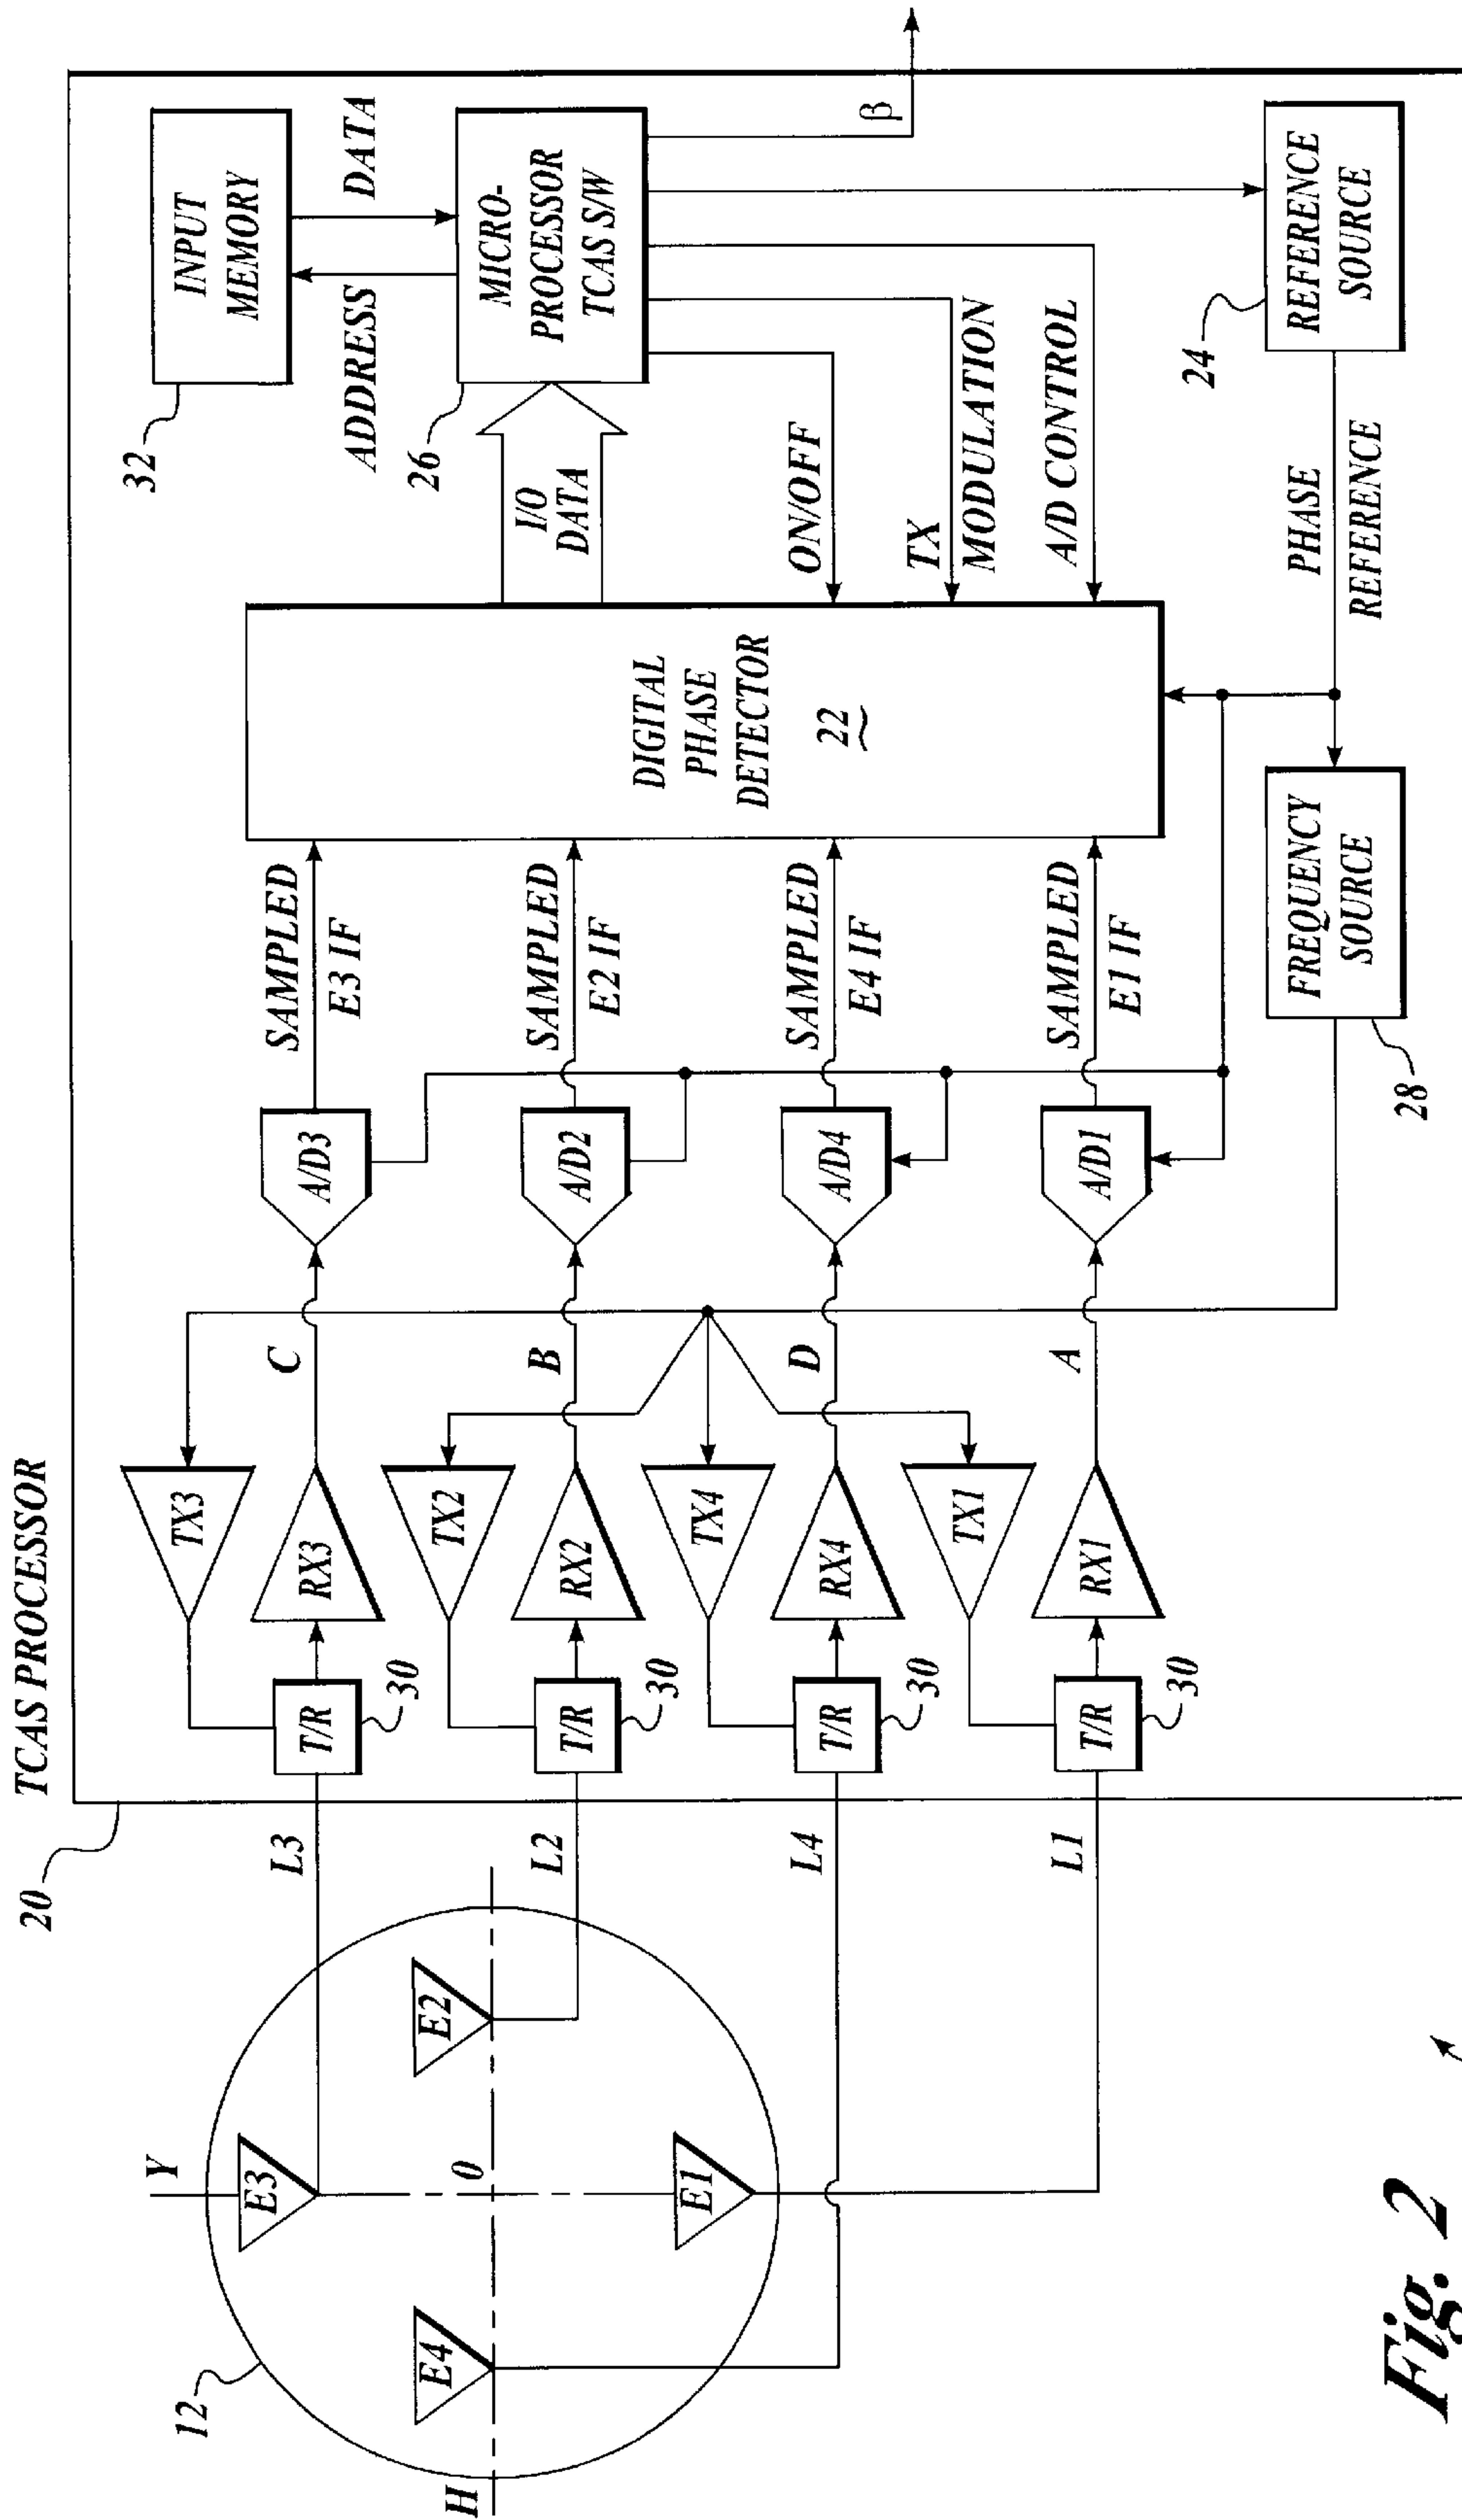 TCAS PROCESSOR
20
12
Y
H
0
E3
E2
E4
E1
L3
L2
L4
L1
T/R
30
T/R
30
T/R
30
T/R
30
TX3
RX3
TX2
RX2
TX4
RX4
TX1
RX1
C
B
D
A
A/D3
A/D2
A/D4
A/D1
SAMPLED
E3 IF
SAMPLED
E2 IF
SAMPLED
E4 IF
SAMPLED
E1 IF
DIGITAL
PHASE
DETECTOR
22
FREQUENCY
SOURCE
28
I/O
DATA
ON/OFF
TX
MODULATION
A/D CONTROL
PHASE
REFERENCE
32
INPUT
MEMORY
ADDRESS
DATA
26
MICRO-
PROCESSOR
TCAS S/W
β
24
REFERENCE
SOURCE
Fig. 2